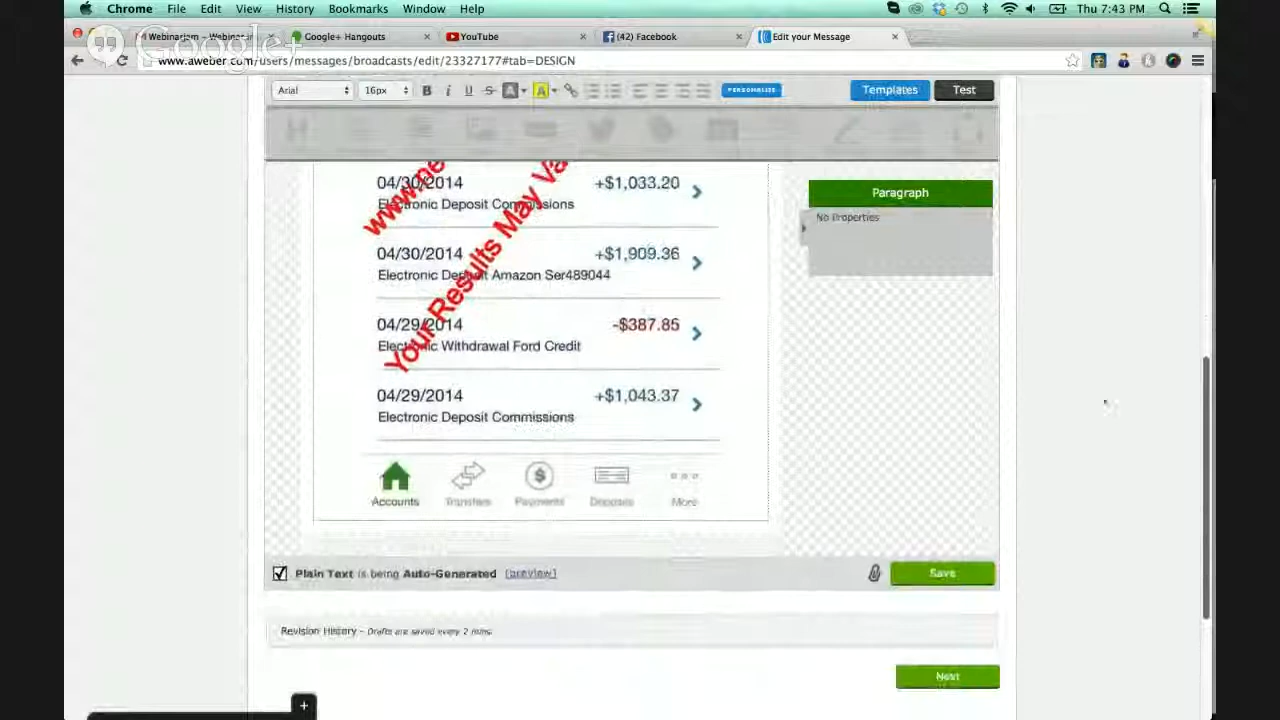 Chrome File Edit View History Bookmarks Window Help Thu 7:43 PM
Google+ Hangouts YouTube (42) Facebook Edit your Message
Google+
www.aweber.com/users/messages/broadcasts/edit/23327177#tab=DESIGN
Arial 16px B i U S A A PERSONALIZE Templates Test
www.ne
Your Results May Va
04/30/2014 +$1,033.20
Electronic Deposit Commissions
04/30/2014 +$1,909.36
Electronic Deposit Amazon Ser489044
04/29/2014 -$387.85
Electronic Withdrawal Ford Credit
04/29/2014 +$1,043.37
Electronic Deposit Commissions
Accounts Transfers Payments Deposits More
Paragraph
No Properties
Plain Text is being Auto-Generated (preview) Save
Revision History - Drafts are saved every 2 mins.
Next